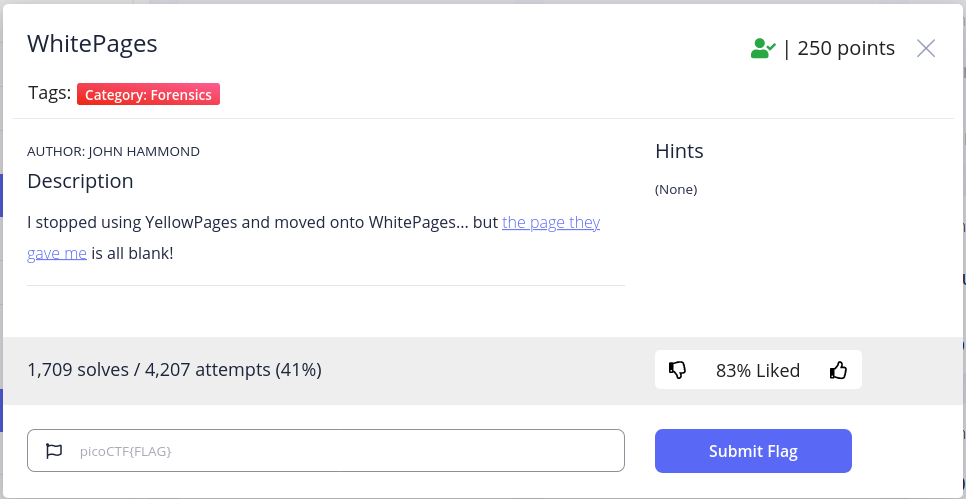 WhitePages
| 250 points
Tags: Category: Forensics
AUTHOR: JOHN HAMMOND
Description
I stopped using YellowPages and moved onto WhitePages... but the page they
gave me is all blank!
Hints
(None)
1,709 solves / 4,207 attempts (41%)
83% Liked
picoCTF{FLAG}
Submit Flag